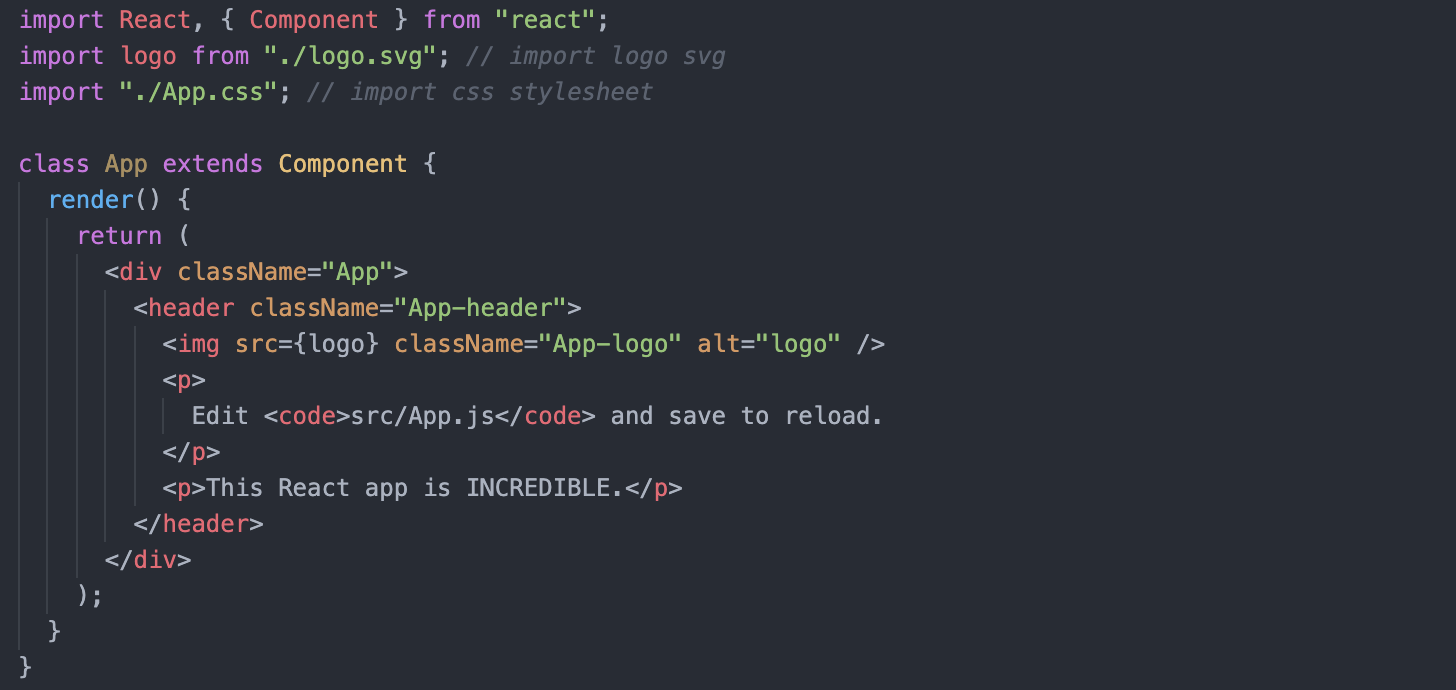 import React, { Component } from "react";
import logo from "./logo.svg"; // import logo svg
import "./App.css"; // import css stylesheet

class App extends Component {
  render() {
    return (
      <div className="App">
        <header className="App-header">
          <img src={logo} className="App-logo" alt="logo" />
          <p>
            Edit <code>src/App.js</code> and save to reload.
          </p>
          <p>This React app is INCREDIBLE.</p>
        </header>
      </div>
    );
  }
}